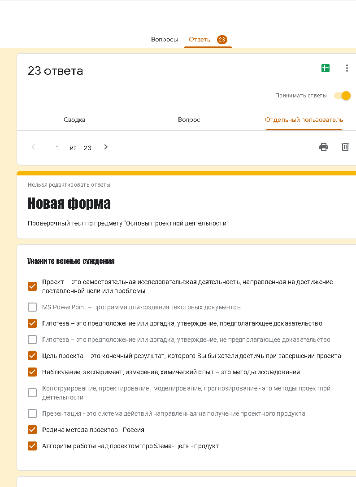 Вопросы Ответы 23
23 ответа
Принимать ответы
Сводка Вопрос Отдельный пользователь
1 из 23
Нельзя редактировать ответы
Новая форма
Проверочный тест по предмету "Основы проектной деятельности"
Укажите верные суждения
Проект – это самостоятельная исследовательская деятельность, направленная на достижение
поставленной цели или проблемы.
MS Power Point – программа для создания текстовых документов
Гипотеза – это предположение или догадка, утверждение, предполагающее доказательство
Гипотеза – это предположение или догадка, утверждение, не предполагающее доказательство
Цель проекта – это конечный результат, которого Вы бы хотели достичь при завершении проекта
Наблюдение, эксперимент, измерение, химический опыт – это методы исследования
Конструирование, проектирование, моделирование, прогнозирование - это методы проектной
деятельности
Презентация - это система действий направленная на получение проектного продукта
Родина метода проектов - Россия
Алгоритм работы над проектом: проблема- цель - продукт